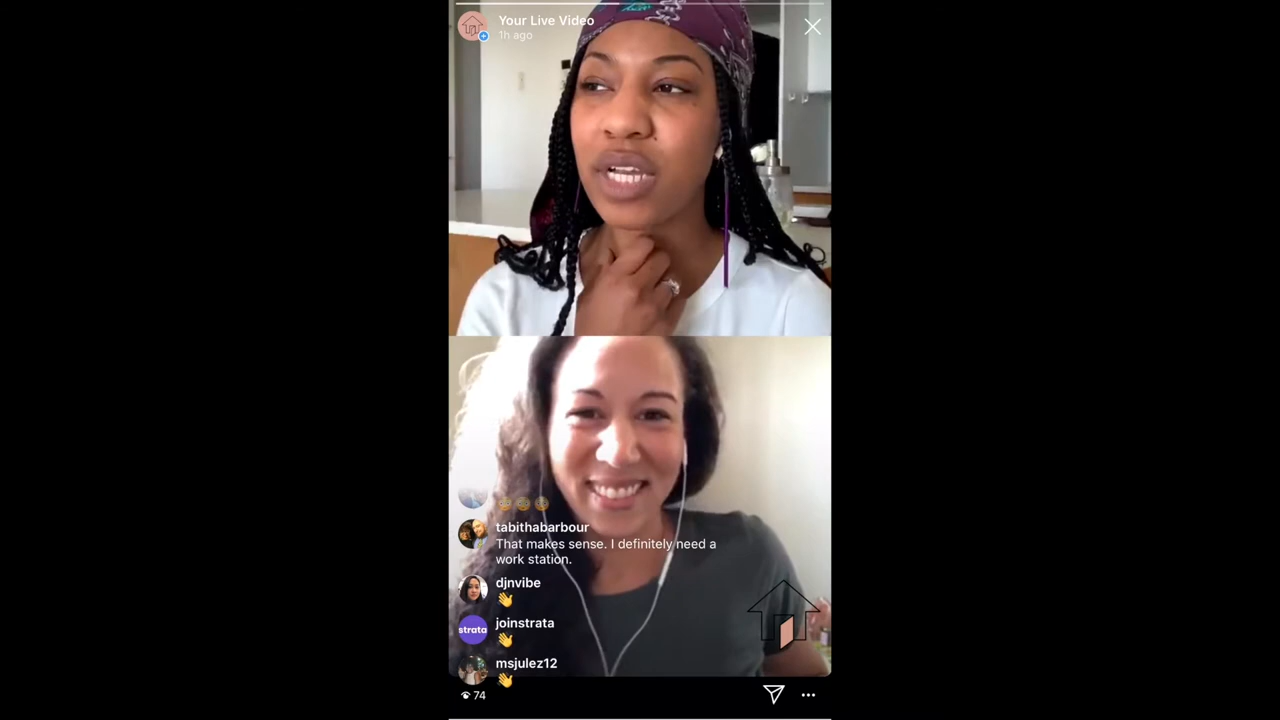 Your Live Video
1h ago
tabithabarbour
That makes sense. I definitely need a
work station.
djnvibe
👋
strata
joinstrata
👋
msjulez12
👋
74